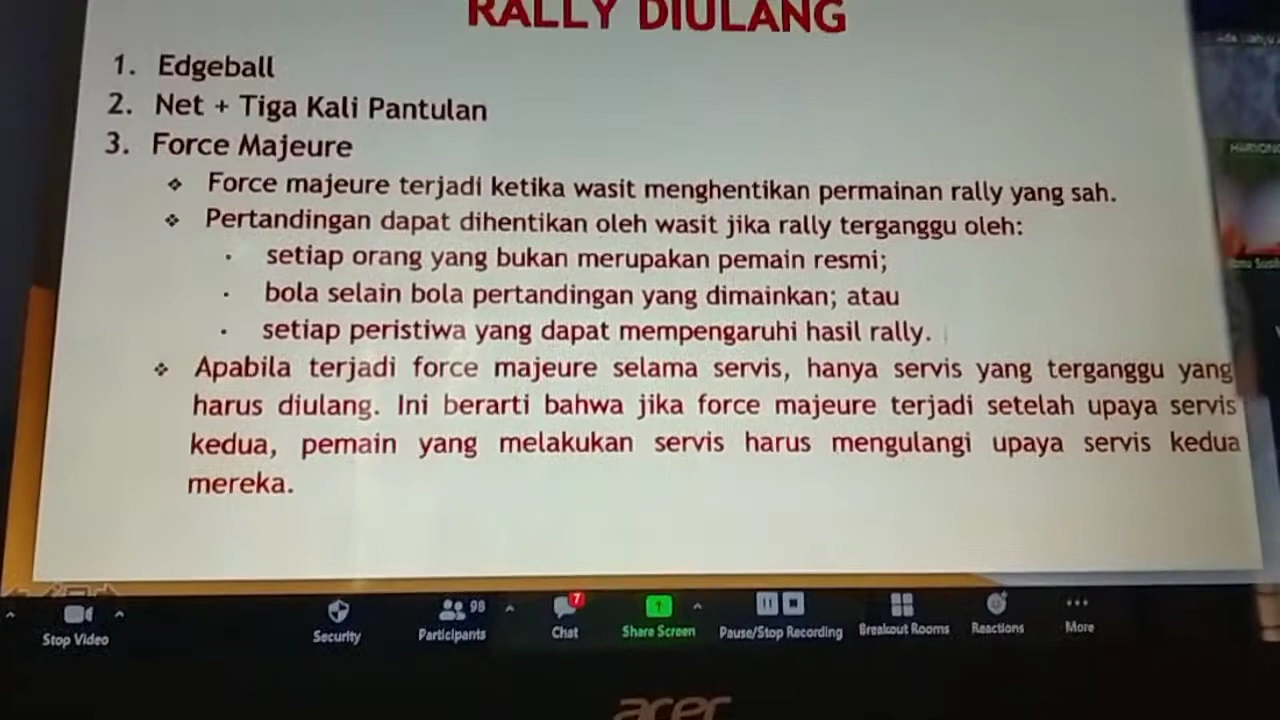 RALLY DIULANG
1. Edgeball
2. Net + Tiga Kali Pantulan
3. Force Majeure
❖ Force majeure terjadi ketika wasit menghentikan permainan rally yang sah.
❖ Pertandingan dapat dihentikan oleh wasit jika rally terganggu oleh:
· setiap orang yang bukan merupakan pemain resmi;
· bola selain bola pertandingan yang dimainkan; atau
· setiap peristiwa yang dapat mempengaruhi hasil rally.
❖ Apabila terjadi force majeure selama servis, hanya servis yang terganggu yang
harus diulang. Ini berarti bahwa jika force majeure terjadi setelah upaya servis
kedua, pemain yang melakukan servis harus mengulangi upaya servis kedua
mereka.
Stop Video
Security
98
Participants
7
Chat
Share Screen
Pause/Stop Recording
Breakout Rooms
Reactions
More
acer